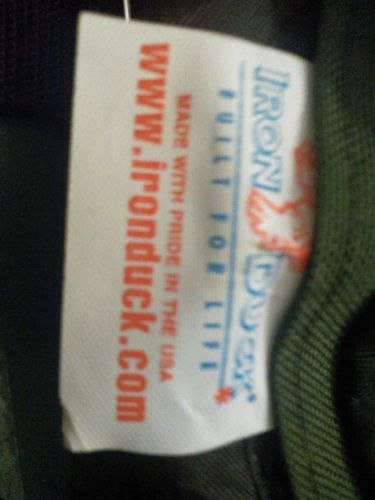 IRON DUCK
BUILT FOR LIFE*
MADE WITH PRIDE IN THE USA
www.ironduck.com